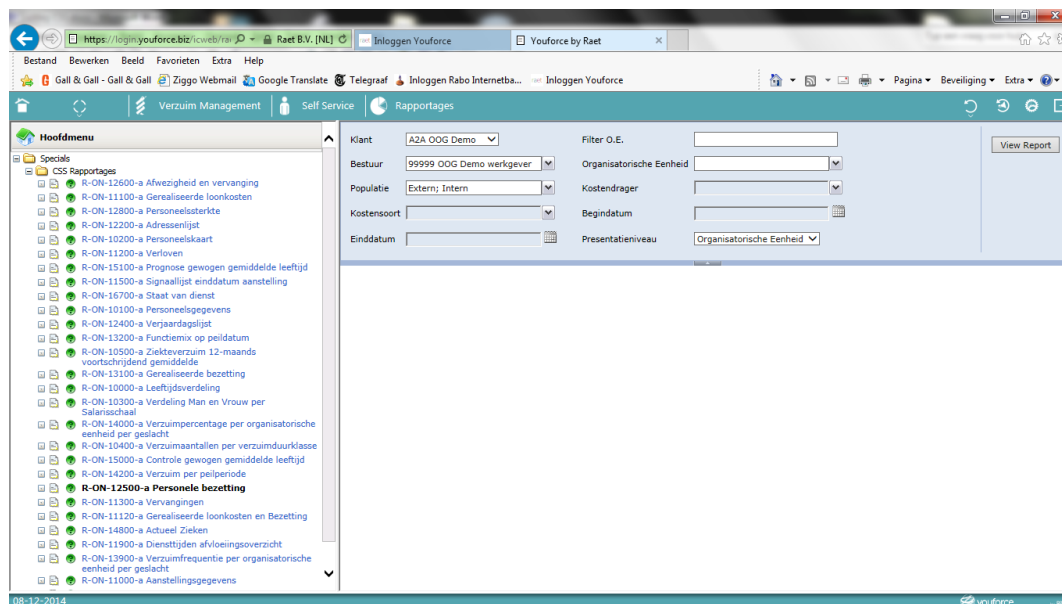 https://login.youforce.biz/icweb/ra Raet B.V. [NL] Inloggen Youforce Youforce by Raet
Bestand Bewerken Beeld Favorieten Extra Help
Gall & Gall - Gall & Gall Ziggo Webmail Google Translate Telegraaf Inloggen Rabo Internetba... Inloggen Youforce Pagina Beveiliging Extra
Verzuim Management Self Service Rapportages
Hoofdmenu
Specials
CSS Rapportages
R-ON-12600-a Afwezigheid en vervanging
R-ON-11100-a Gerealiseerde loonkosten
R-ON-12800-a Personeelssterkte
R-ON-12200-a Adressenlijst
R-ON-10200-a Personeelskaart
R-ON-11200-a Verloven
R-ON-15100-a Prognose gewogen gemiddelde leeftijd
R-ON-11500-a Signaallijst einddatum aanstelling
R-ON-16700-a Staat van dienst
R-ON-10100-a Personeelsgegevens
R-ON-12400-a Verjaardagslijst
R-ON-13200-a Functiemix op peildatum
R-ON-10500-a Ziekteverzuim 12-maands
voortschrijdend gemiddelde
R-ON-13100-a Gerealiseerde bezetting
R-ON-10000-a Leeftijdsverdeling
R-ON-10300-a Verdeling Man en Vrouw per
Salarisschaal
R-ON-14000-a Verzuimpercentage per organisatorische
eenheid per geslacht
R-ON-10400-a Verzuimaantallen per verzuimduurklasse
R-ON-15000-a Controle gewogen gemiddelde leeftijd
R-ON-14200-a Verzuim per peilperiode
R-ON-12500-a Personele bezetting
R-ON-11300-a Vervangingen
R-ON-11120-a Gerealiseerde loonkosten en Bezetting
R-ON-14800-a Actueel Zieken
R-ON-11900-a Diensttijden afvloeiingsoverzicht
R-ON-13900-a Verzuimfrequentie per organisatorische
eenheid per geslacht
R-ON-11000-a Aanstellingsgegevens
Klant A2A OOG Demo Filter O.E.
View Report
Bestuur 99999 OOG Demo werkgever Organisatorische Eenheid
Populatie Extern; Intern Kostendrager
Kostensoort Begindatum
Einddatum Presentatieniveau Organisatorische Eenheid
08-12-2014 youforce